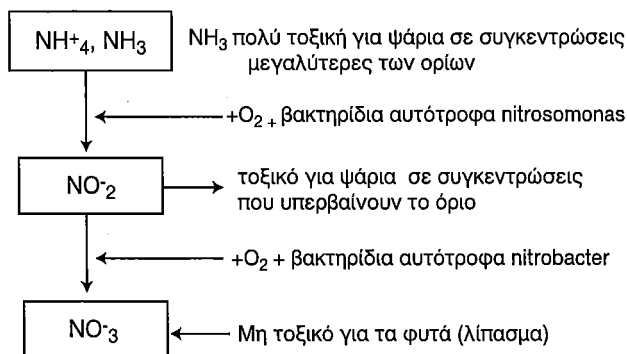 NH⁺₄, NH₃
NH₃ πολύ τοξική για ψάρια σε συγκεντρώσεις
μεγαλύτερες των ορίων
+O₂ ₊ βακτηρίδια αυτότροφα nitrosomonas
NO⁻₂
τοξικό για ψάρια σε συγκεντρώσεις
που υπερβαίνουν το όριο
+O₂ + βακτηρίδια αυτότροφα nitrobacter
NO⁻₃
Μη τοξικό για τα φυτά (λίπασμα)